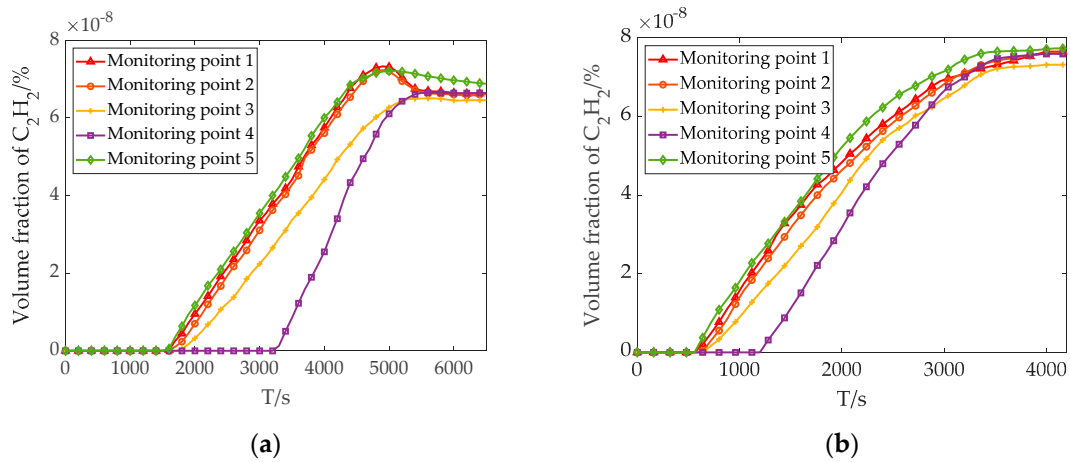 ×10⁻⁸
8
6
4
2
0
Volume fraction of C₂H₂/%
Monitoring point 1
Monitoring point 2
Monitoring point 3
Monitoring point 4
Monitoring point 5
0 1000 2000 3000 4000 5000 6000
T/s
(a)
×10⁻⁸
8
6
4
2
0
Volume fraction of C₂H₂/%
Monitoring point 1
Monitoring point 2
Monitoring point 3
Monitoring point 4
Monitoring point 5
0 1000 2000 3000 4000
T/s
(b)